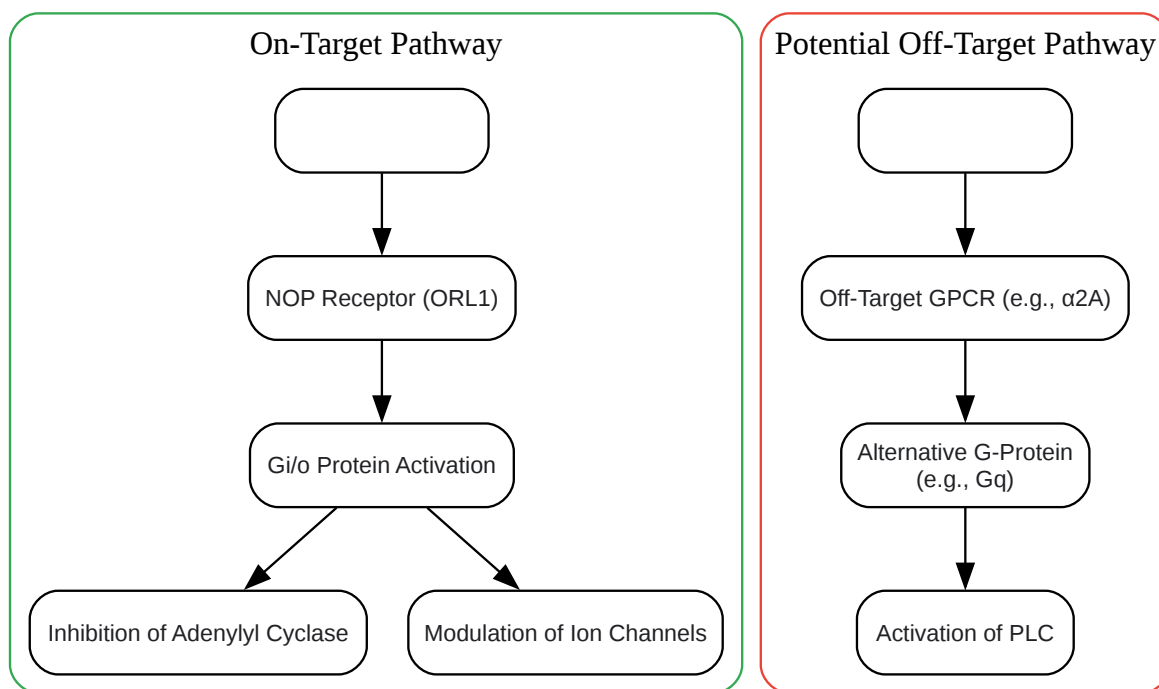 On-Target Pathway
NOP Receptor (ORL1)
Gi/o Protein Activation
Inhibition of Adenylyl Cyclase
Modulation of Ion Channels
Potential Off-Target Pathway
Off-Target GPCR (e.g., α2A)
Alternative G-Protein
(e.g., Gq)
Activation of PLC